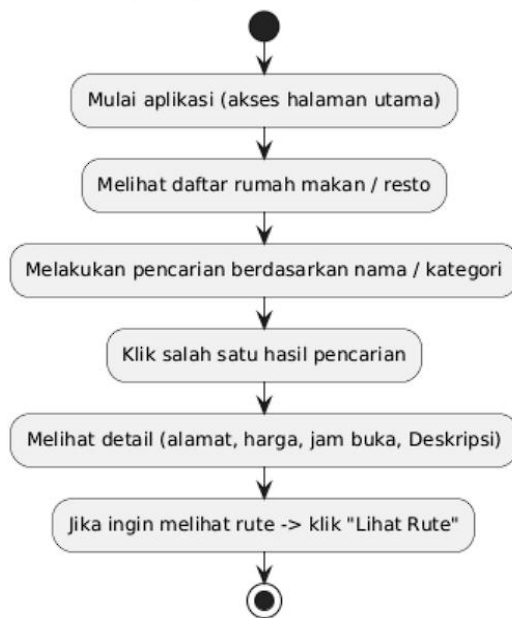 Mulai aplikasi (akses halaman utama)
Melihat daftar rumah makan / resto
Melakukan pencarian berdasarkan nama / kategori
Klik salah satu hasil pencarian
Melihat detail (alamat, harga, jam buka, Deskripsi)
Jika ingin melihat rute -> klik "Lihat Rute"